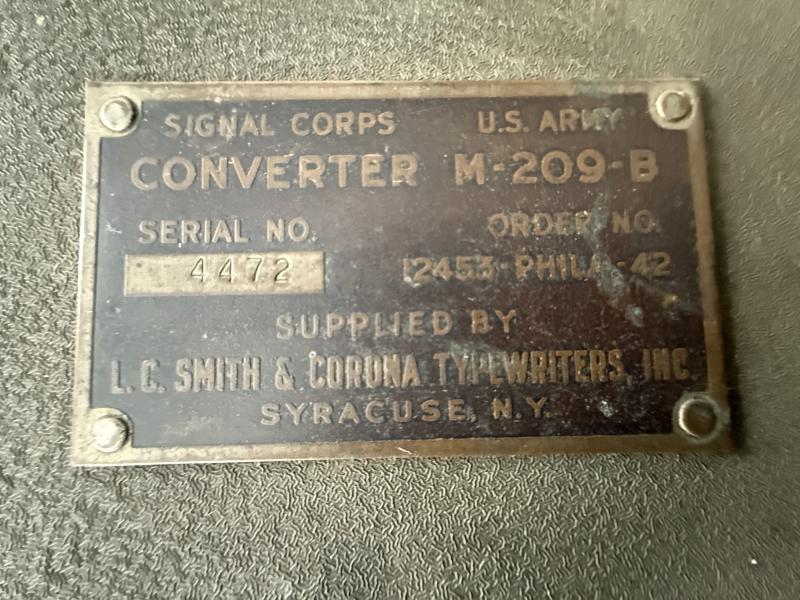 SIGNAL CORPS U.S. ARMY
CONVERTER M-209-B
SERIAL NO. ORDER NO.
4472 12453-PHILA-42
SUPPLIED BY
L.C. SMITH & CORONA TYPEWRITERS, INC
SYRACUSE, N.Y.